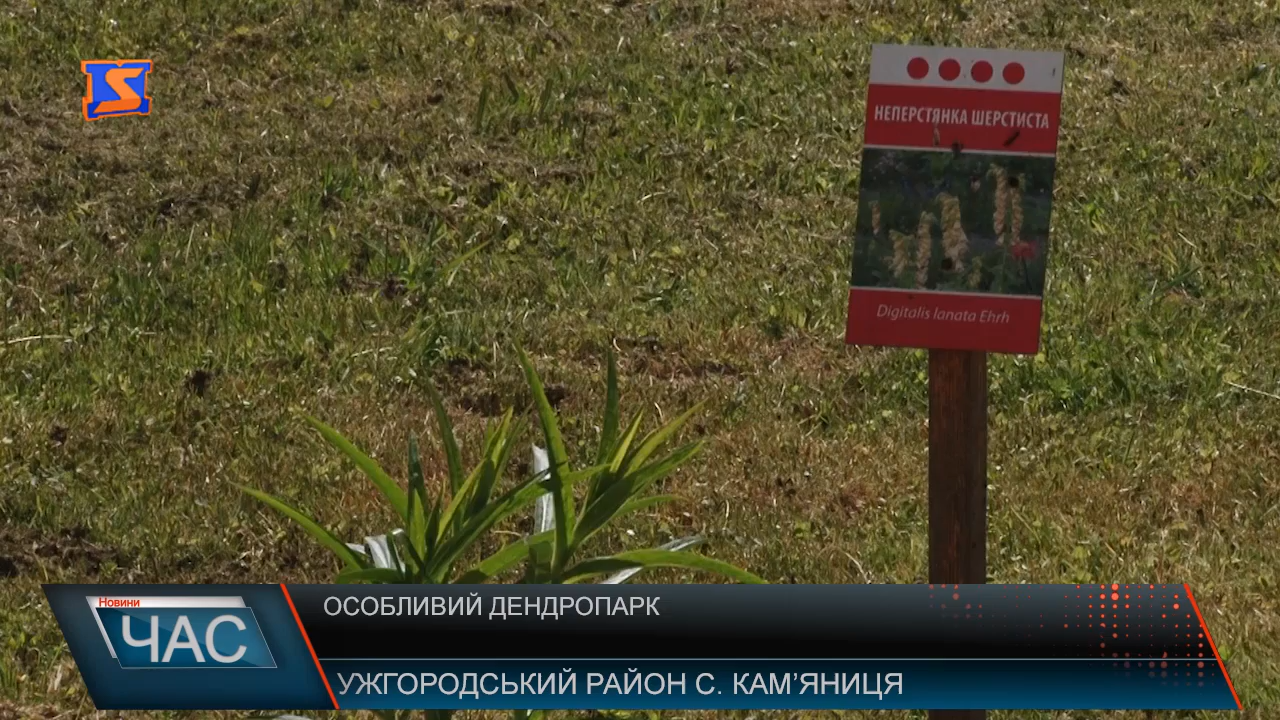 НЕПЕРСТЯНКА ШЕРСТИСТА
Digitalis lanata Ehrh
Новини
ЧАС
ОСОБЛИВИЙ ДЕНДРОПАРК
УЖГОРОДСЬКИЙ РАЙОН С. КАМ’ЯНИЦЯ